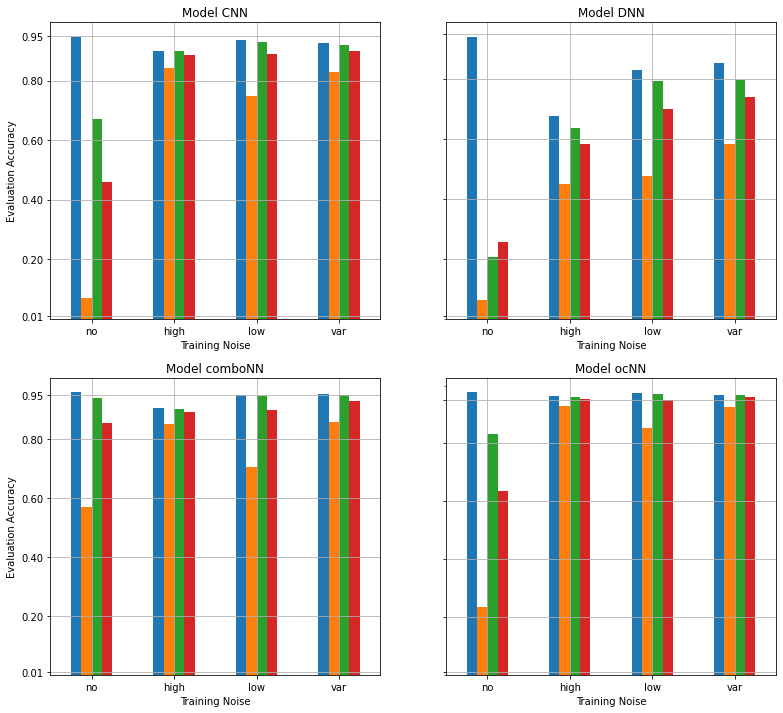 Model CNN
Model DNN
Evaluation Accuracy
0.95
0.80
0.60
0.40
0.20
0.01
no high low var
no high low var
Training Noise
Training Noise
Model comboNN
Model ocNN
Evaluation Accuracy
0.95
0.80
0.60
0.40
0.20
0.01
no high low var
no high low var
Training Noise
Training Noise